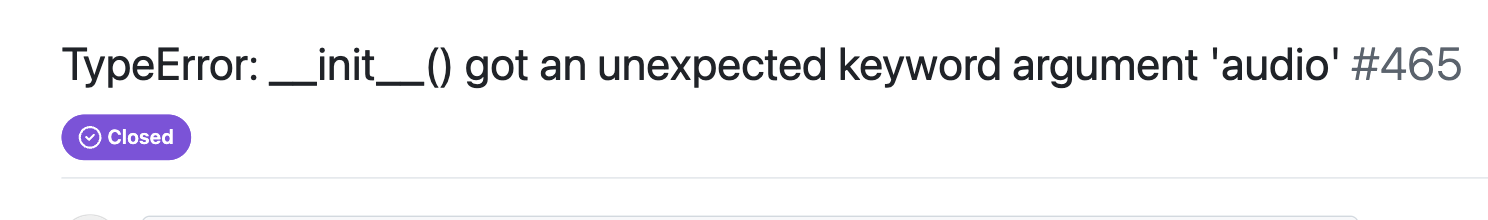 TypeError: __init__() got an unexpected keyword argument 'audio' #465
Closed